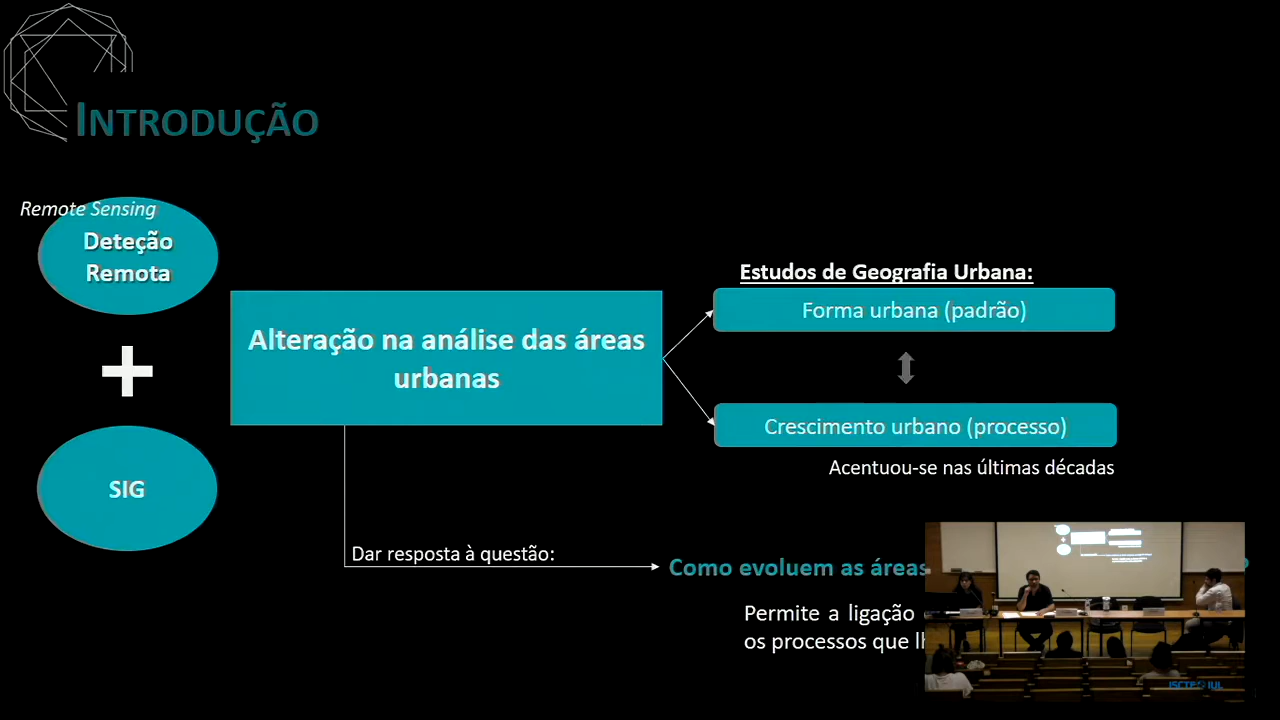 INTRODUÇÃO
Remote Sensing
Deteção
Remota
SIG
Alteração na análise das áreas
urbanas
Estudos de Geografia Urbana:
Forma urbana (padrão)
Crescimento urbano (processo)
Acentuou-se nas últimas décadas
Dar resposta à questão:
Como evoluem as áreas
?
Permite a ligação
os processos que
ISCTE IUL